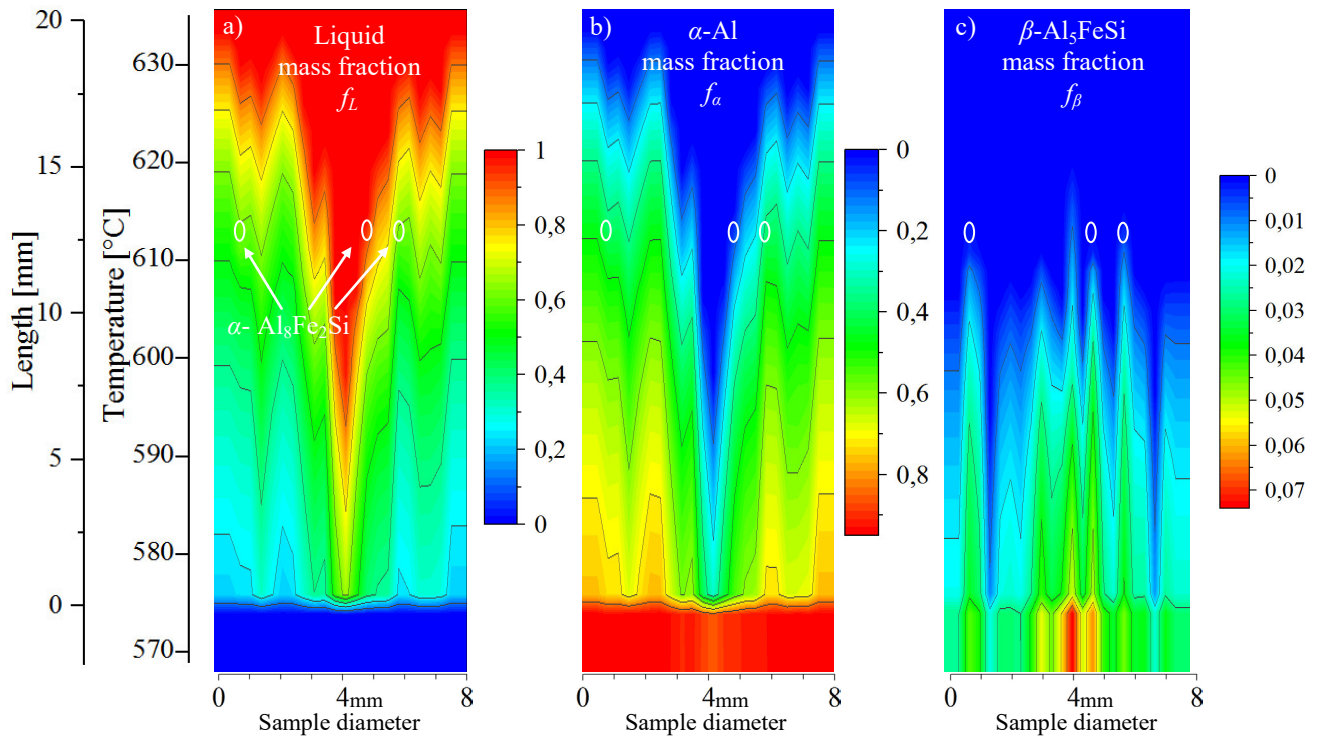 Length [mm]
20
15
10
5
0
Temperature [°C]
630
620
610
600
590
580
570
a)
Liquid
mass fraction
f_L
α- Al₈Fe₂Si
1
0,8
0,6
0,4
0,2
0
0
4mm
8
Sample diameter
b)
α-Al
mass fraction
f_α
0
0,2
0,4
0,6
0,8
0
4mm
8
Sample diameter
c)
β-Al₅FeSi
mass fraction
f_β
0
0,01
0,02
0,03
0,04
0,05
0,06
0,07
0
4mm
8
Sample diameter